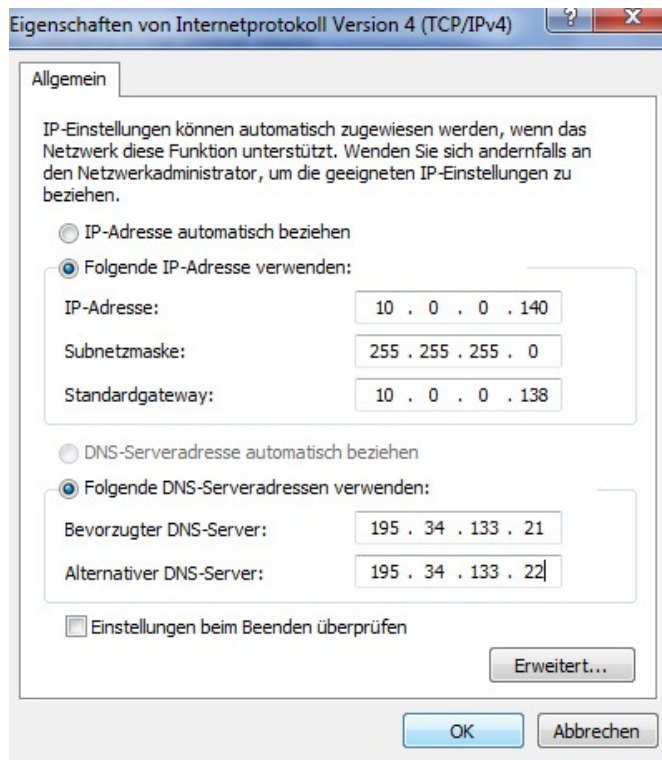 Eigenschaften von Internetprotokoll Version 4 (TCP/IPv4)
? X
Allgemein
IP-Einstellungen können automatisch zugewiesen werden, wenn das
Netzwerk diese Funktion unterstützt. Wenden Sie sich andernfalls an
den Netzwerkadministrator, um die geeigneten IP-Einstellungen zu
beziehen.
IP-Adresse automatisch beziehen
Folgende IP-Adresse verwenden:
IP-Adresse: 10 . 0 . 0 . 140
Subnetzmaske: 255 . 255 . 255 . 0
Standardgateway: 10 . 0 . 0 . 138
DNS-Serveradresse automatisch beziehen
Folgende DNS-Serveradressen verwenden:
Bevorzugter DNS-Server: 195 . 34 . 133 . 21
Alternativer DNS-Server: 195 . 34 . 133 . 22
Einstellungen beim Beenden überprüfen
Erweitert...
OK Abbrechen